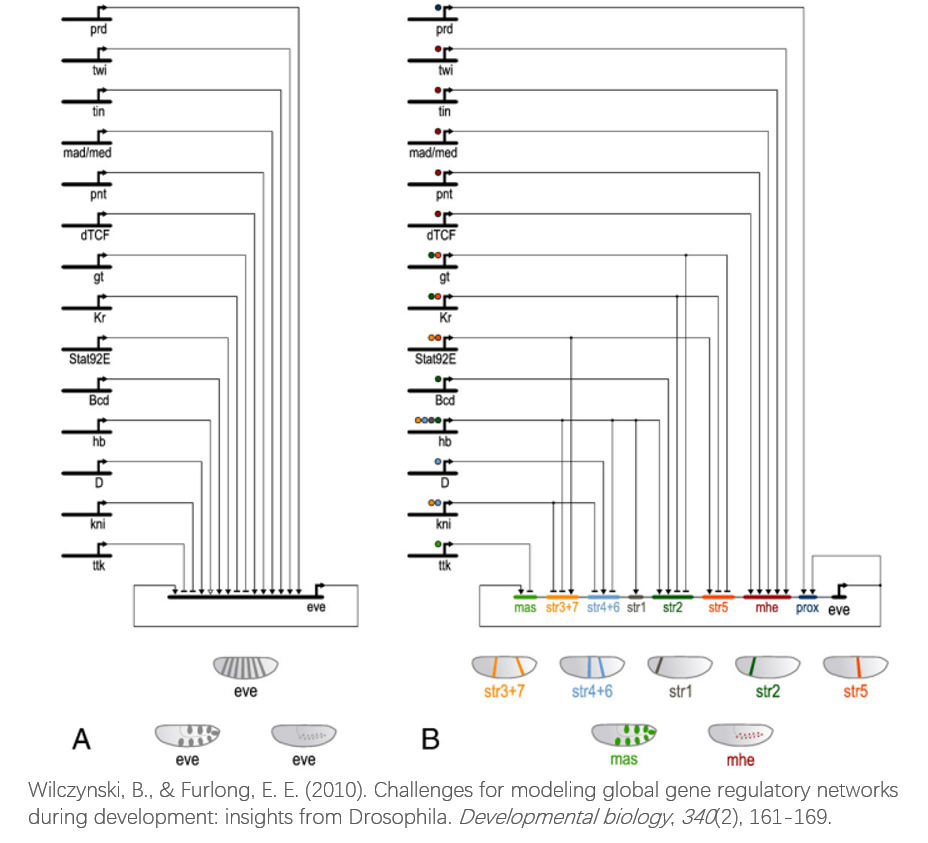 prd prd
twi twi
tin tin
mad/med mad/med
pnt pnt
dTCF dTCF
gt gt
Kr Kr
Stat92E Stat92E
Bcd Bcd
hb hb
D D
kni kni
ttk ttk
eve mas str3+7 str4+6 str1 str2 str5 mhe prox eve
eve str3+7 str4+6 str1 str2 str5
A eve eve B mas mhe
Wilczynski, B., & Furlong, E. E. (2010). Challenges for modeling global gene regulatory networks
during development: insights from Drosophila. Developmental biology, 340(2), 161-169.